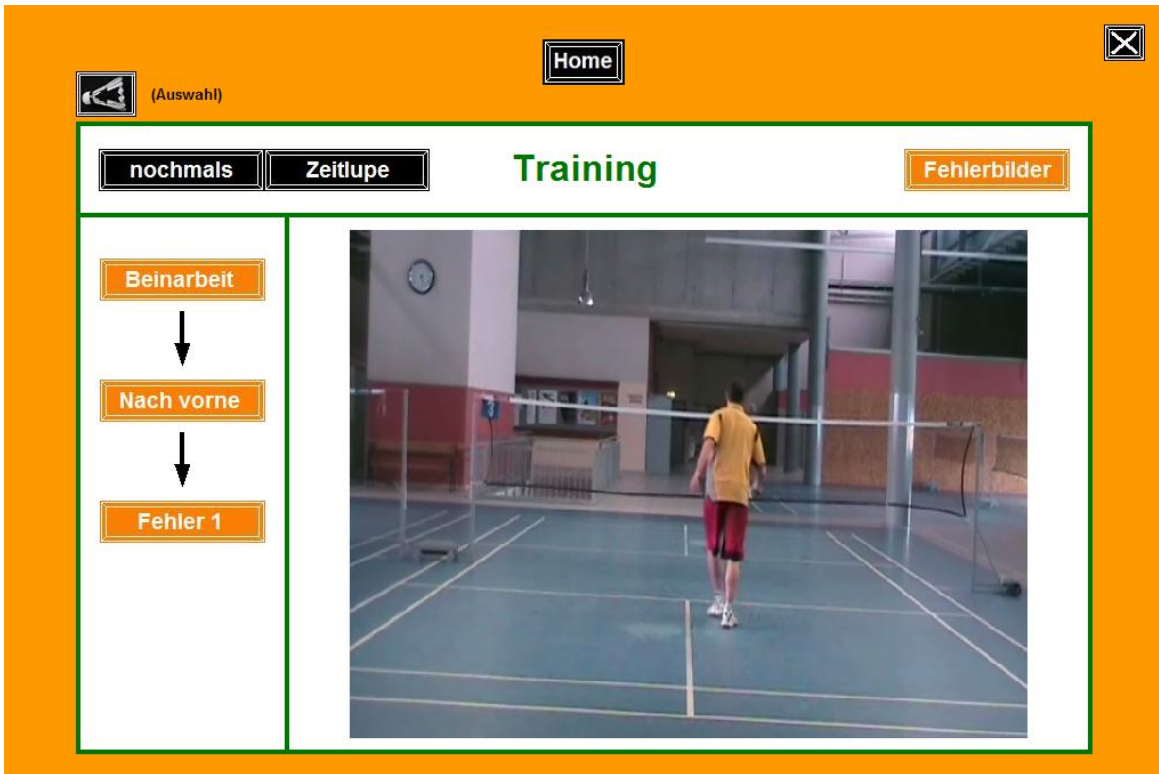 Home
(Auswahl)
nochmals
Zeitlupe
Training
Fehlerbilder
Beinarbeit
Nach vorne
Fehler 1